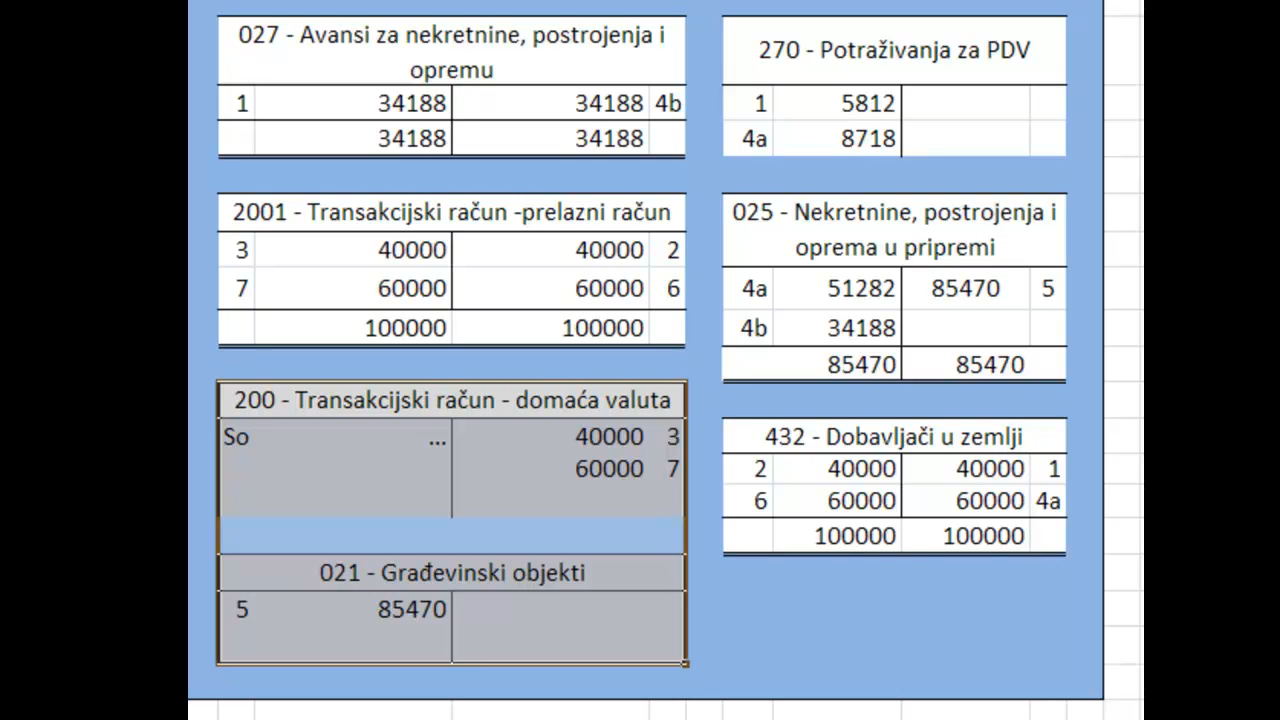 027 - Avansi za nekretnine, postrojenja i
opremu
1 34188 34188 4b
34188 34188
2001 - Transakcijski račun -prelazni račun
3 40000 40000 2
7 60000 60000 6
100000 100000
200 - Transakcijski račun - domaća valuta
So ... 40000 3
60000 7
021 - Građevinski objekti
5 85470
270 - Potraživanja za PDV
1 5812
4a 8718
025 - Nekretnine, postrojenja i
oprema u pripremi
4a 51282 85470 5
4b 34188
85470 85470
432 - Dobavljači u zemlji
2 40000 40000 1
6 60000 60000 4a
100000 100000